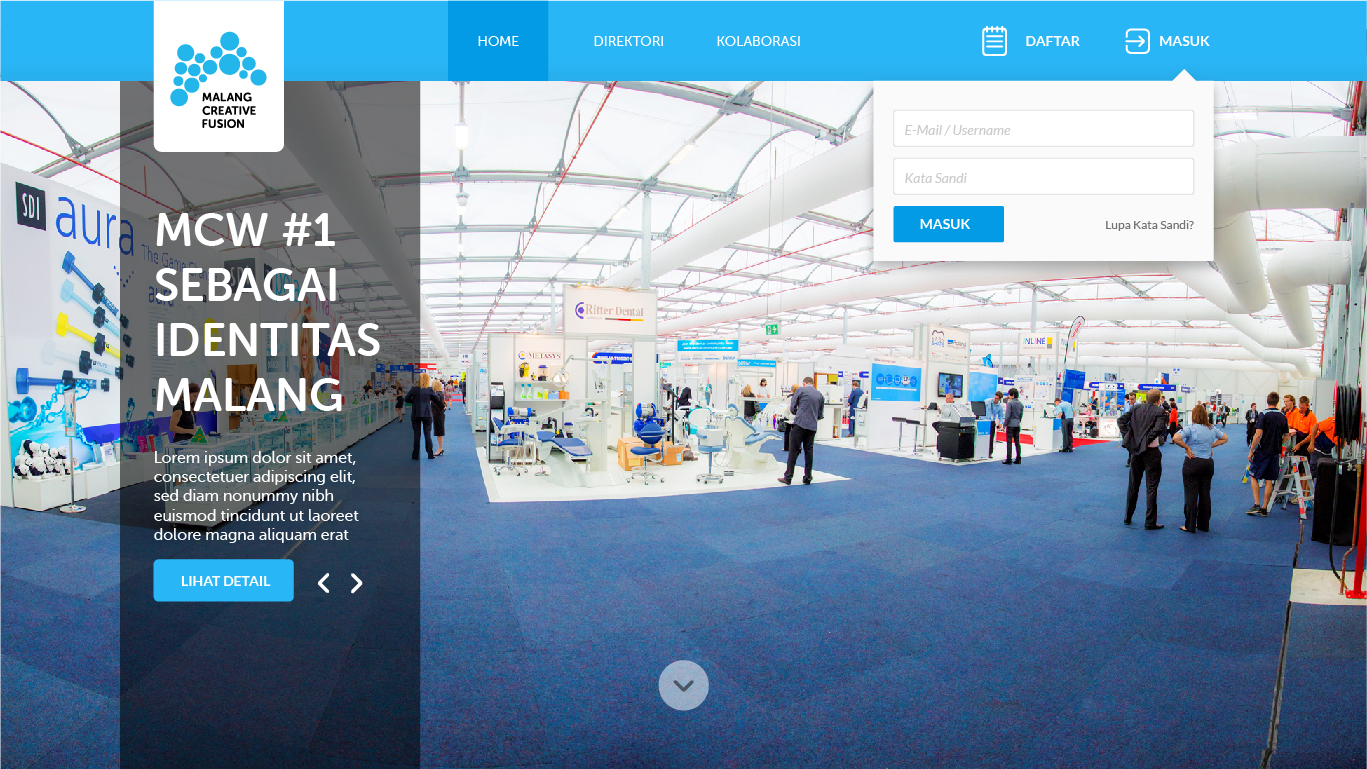 HOME
DIREKTORI
KOLABORASI
DAFTAR
MASUK
MALANG
CREATIVE
FUSION
E-Mail / Username
Kata Sandi
MASUK
Lupa Kata Sandi?
SDI
aura
MCW #1
SEBAGAI
IDENTITAS
MALANG
Ritter Dental
METASYS
INLINE
Lorem ipsum dolor sit amet,
consectetuer adipiscing elit,
sed diam nonummy nibh
euismod tincidunt ut laoreet
dolore magna aliquam erat
LIHAT DETAIL